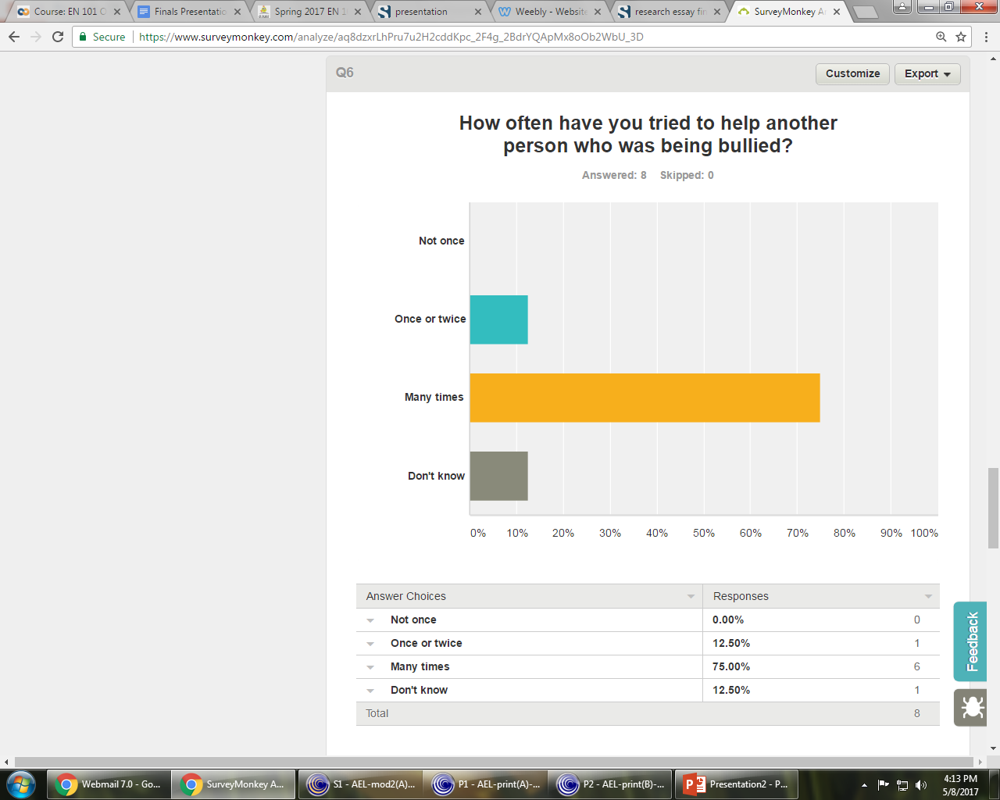 Course: EN 101 C
Finals Presentatio
Spring 2017 EN 1
presentation
Weebly - Website
research essay fin
SurveyMonkey An
Secure
https://www.surveymonkey.com/analyze/aq8dzxrLhPru7u2H2cddKpc_2F4g_2BdrYQApMx8oOb2WbU_3D
Q6
Customize
Export
How often have you tried to help another
person who was being bullied?
Answered: 8 Skipped: 0
Not once
Once or twice
Many times
Don't know
0% 10% 20% 30% 40% 50% 60% 70% 80% 90% 100%
Answer Choices Responses
Not once 0.00% 0
Once or twice 12.50% 1
Many times 75.00% 6
Don't know 12.50% 1
Total 8
Feedback
Webmail 7.0 - Go...
SurveyMonkey A...
S1 - AEL-mod2(A)...
P1 - AEL-print(A)-...
P2 - AEL-print(B)-...
Presentation2 - P...
4:13 PM
5/8/2017